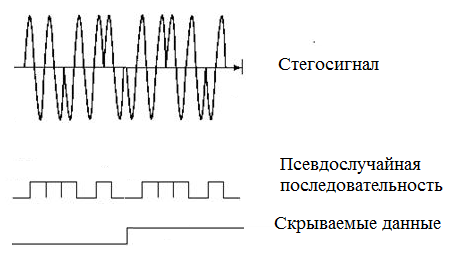 Стегосигнал
Псевдослучайная
последовательность
Скрываемые данные